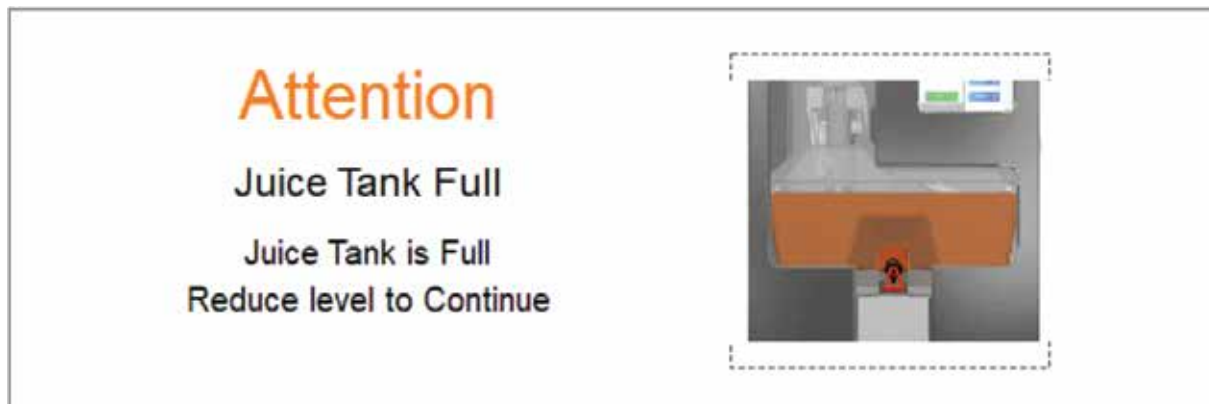 Attention
Juice Tank Full
Juice Tank is Full
Reduce level to Continue